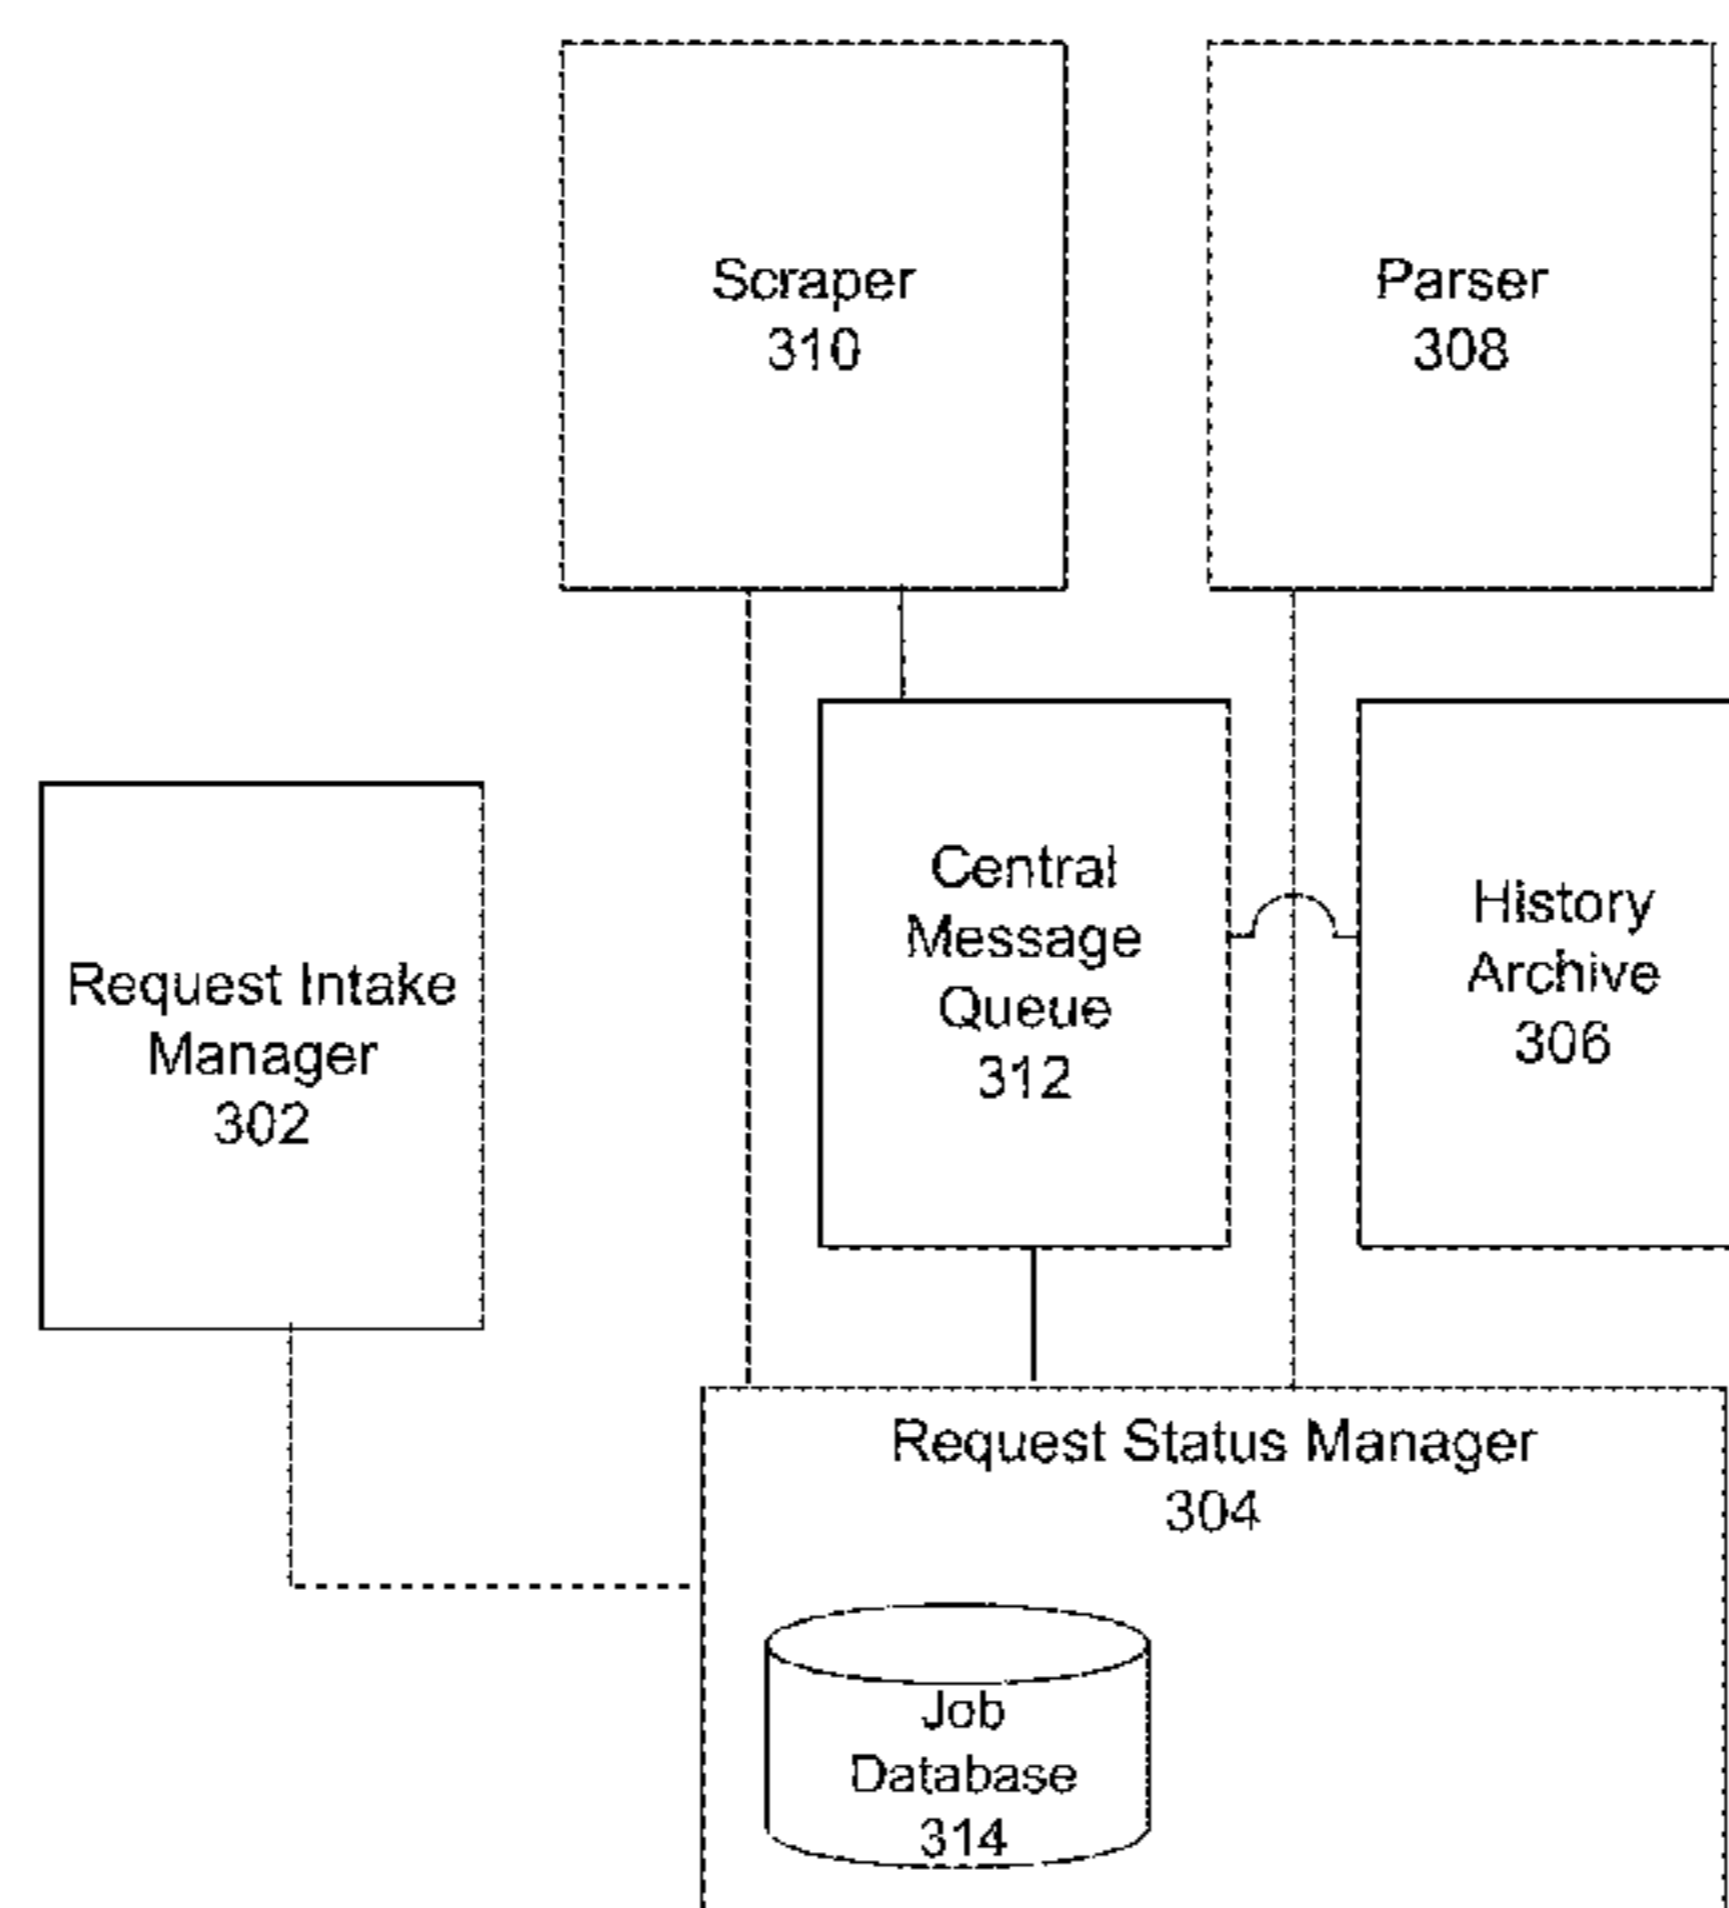 Scraper
310
Parser
308
Central
Message
Queue
312
History
Archive
306
Request Intake
Manager
302
Request Status Manager
304
Job
Database
314